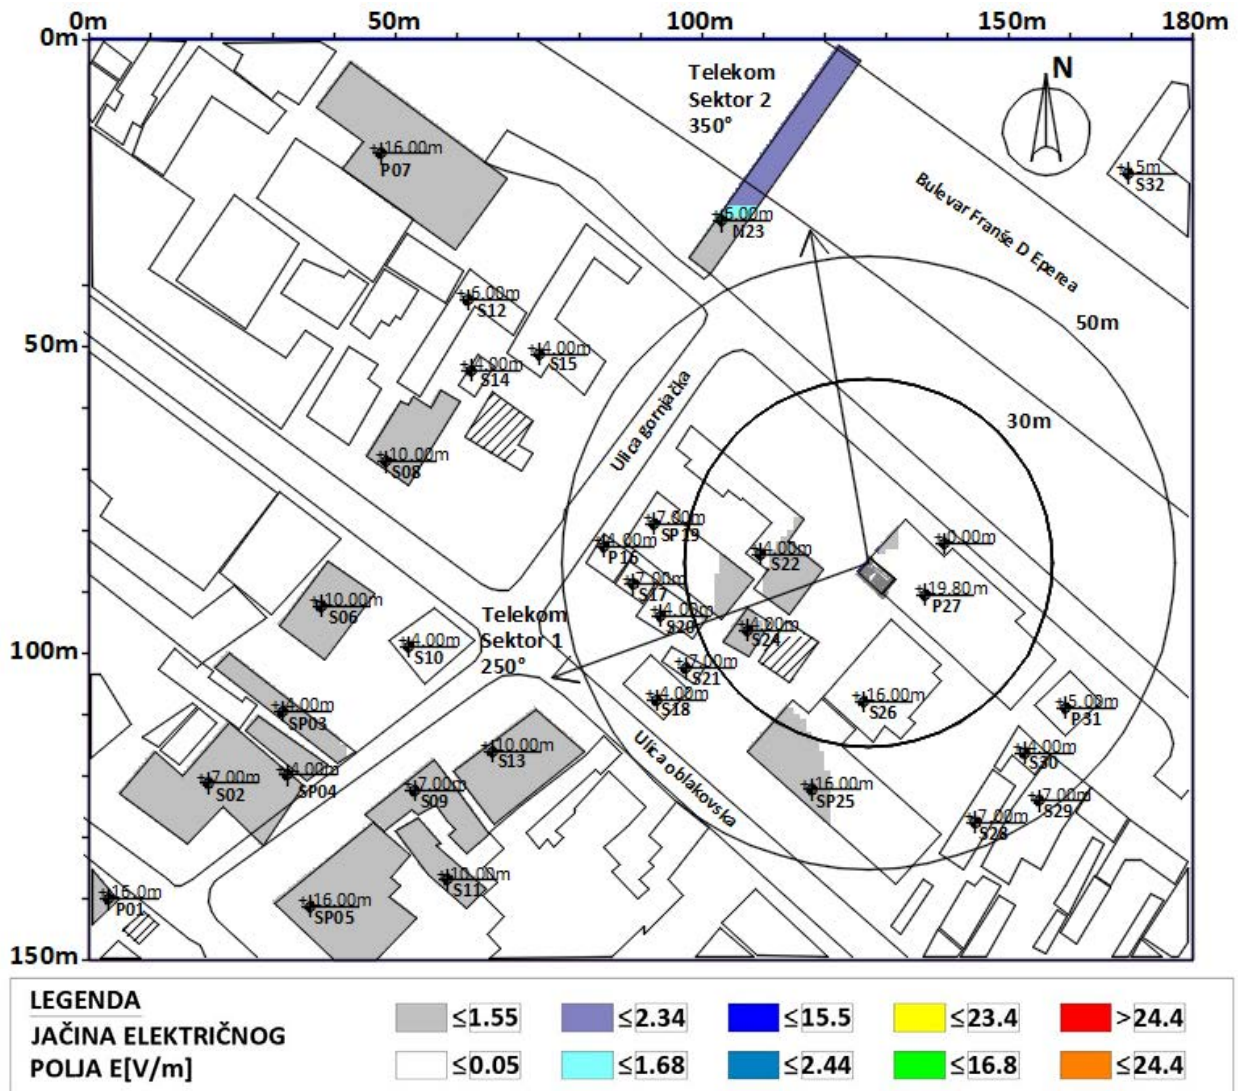 0m 50m 100m 150m 180m
0m
Telekom
Sektor 2
350°
N
+16.00m
P07
+5m
S32
Bulevar Franše D Eperea
+6.00m
N23
+6.00m
S12
50m
50m
+4.00m
S15
+4.00m
S14
30m
Ulica gornjačka
+10.00m
S08
+7.00m
SP19
P16
+4.00m
S22
+0.00m
+7.00m
S17
+19.80m
P27
+10.00m
S06
Telekom
Sektor 1
250°
+4.00m
S20
+4.00m
S24
+4.00m
S10
100m
+7.00m
S21
+4.00m
S18
+16.00m
S26
+5.00m
P31
+4.00m
SP03
Ulica oblakovska
+10.00m
S13
+4.00m
S30
+4.00m
SP04
+7.00m
S02
+7.00m
S09
+16.00m
SP25
+7.00m
S29
+7.00m
S28
+10.00m
S11
+16.0m
P01
+16.00m
SP05
150m
LEGENDA
JAČINA ELEKTRIČNOG
POLJA E[V/m]
≤1.55 ≤2.34 ≤15.5 ≤23.4 >24.4
≤0.05 ≤1.68 ≤2.44 ≤16.8 ≤24.4